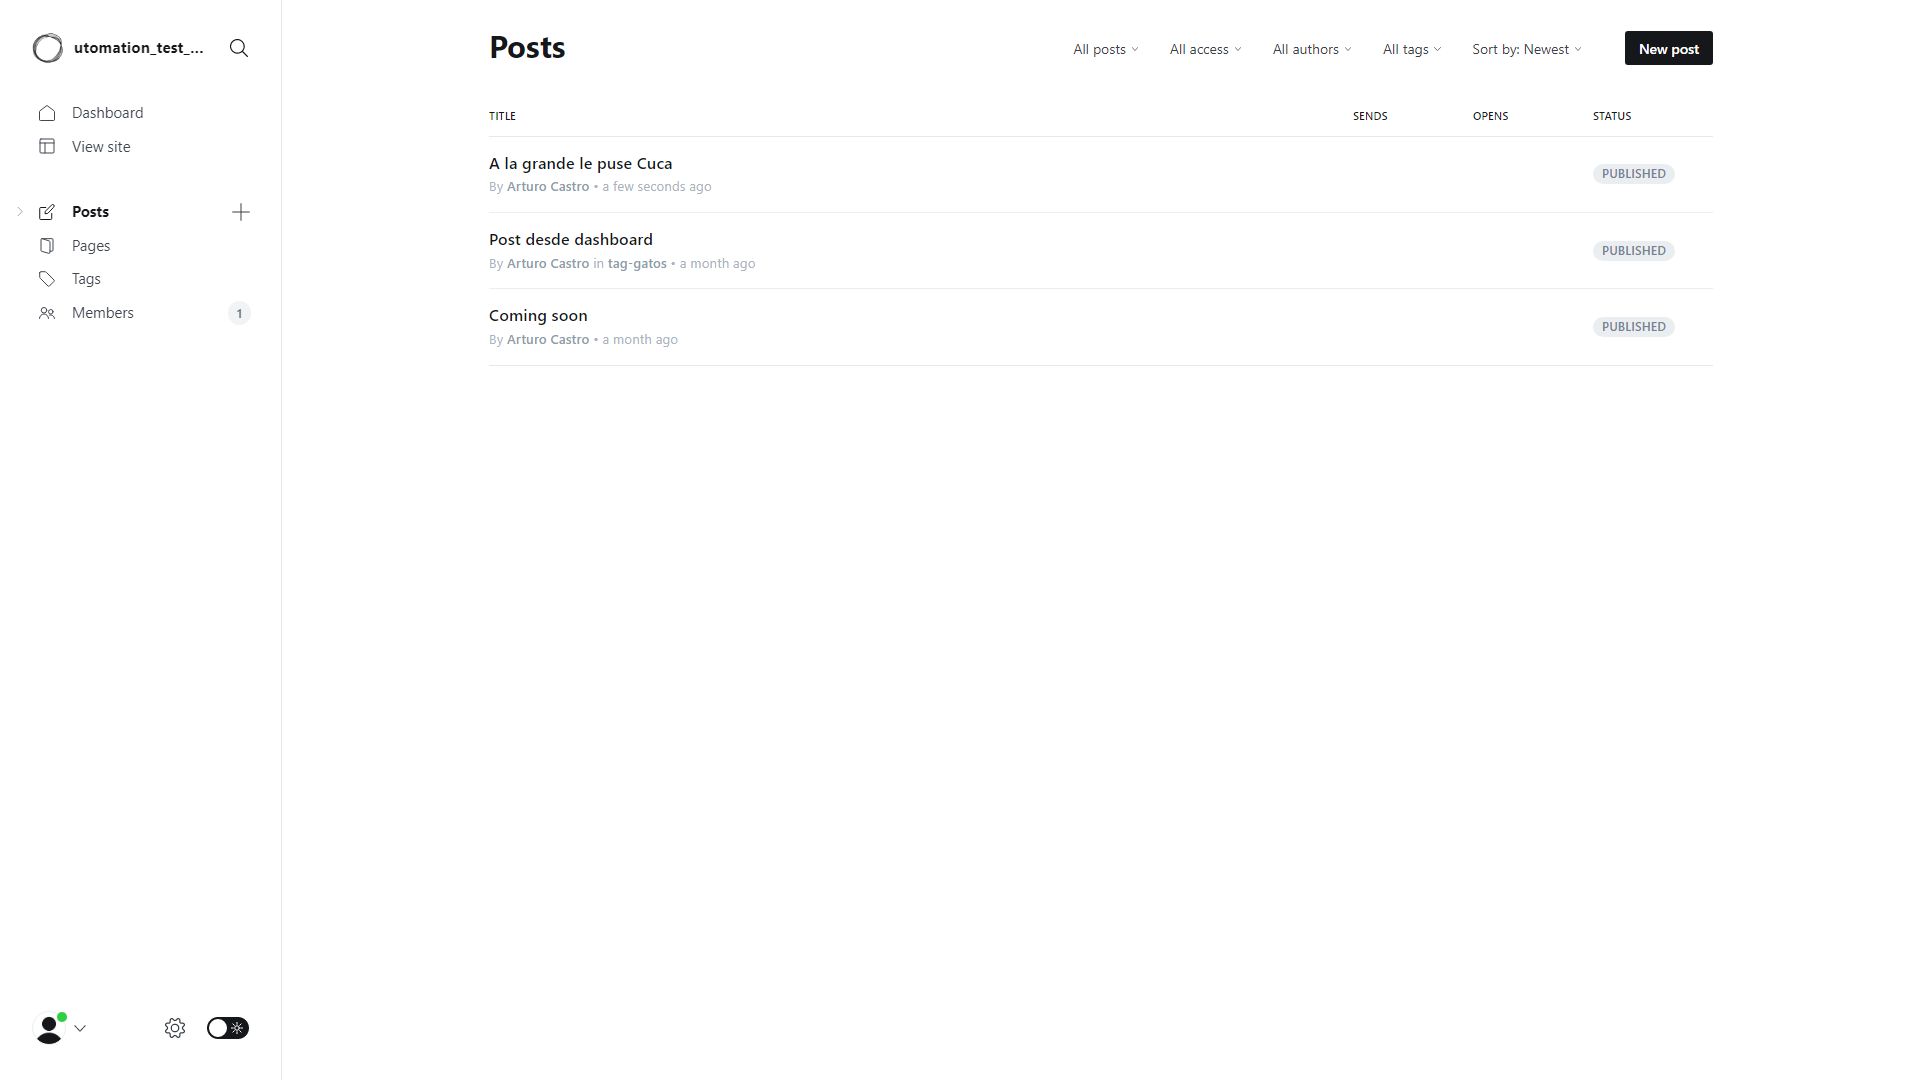 utomation_test_...
Dashboard
View site
Posts
Pages
Tags
Members 1
Posts
All posts All access All authors All tags Sort by: Newest New post
TITLE SENDS OPENS STATUS
A la grande le puse Cuca
By Arturo Castro • a few seconds ago
PUBLISHED
Post desde dashboard
By Arturo Castro in tag-gatos • a month ago
PUBLISHED
Coming soon
By Arturo Castro • a month ago
PUBLISHED